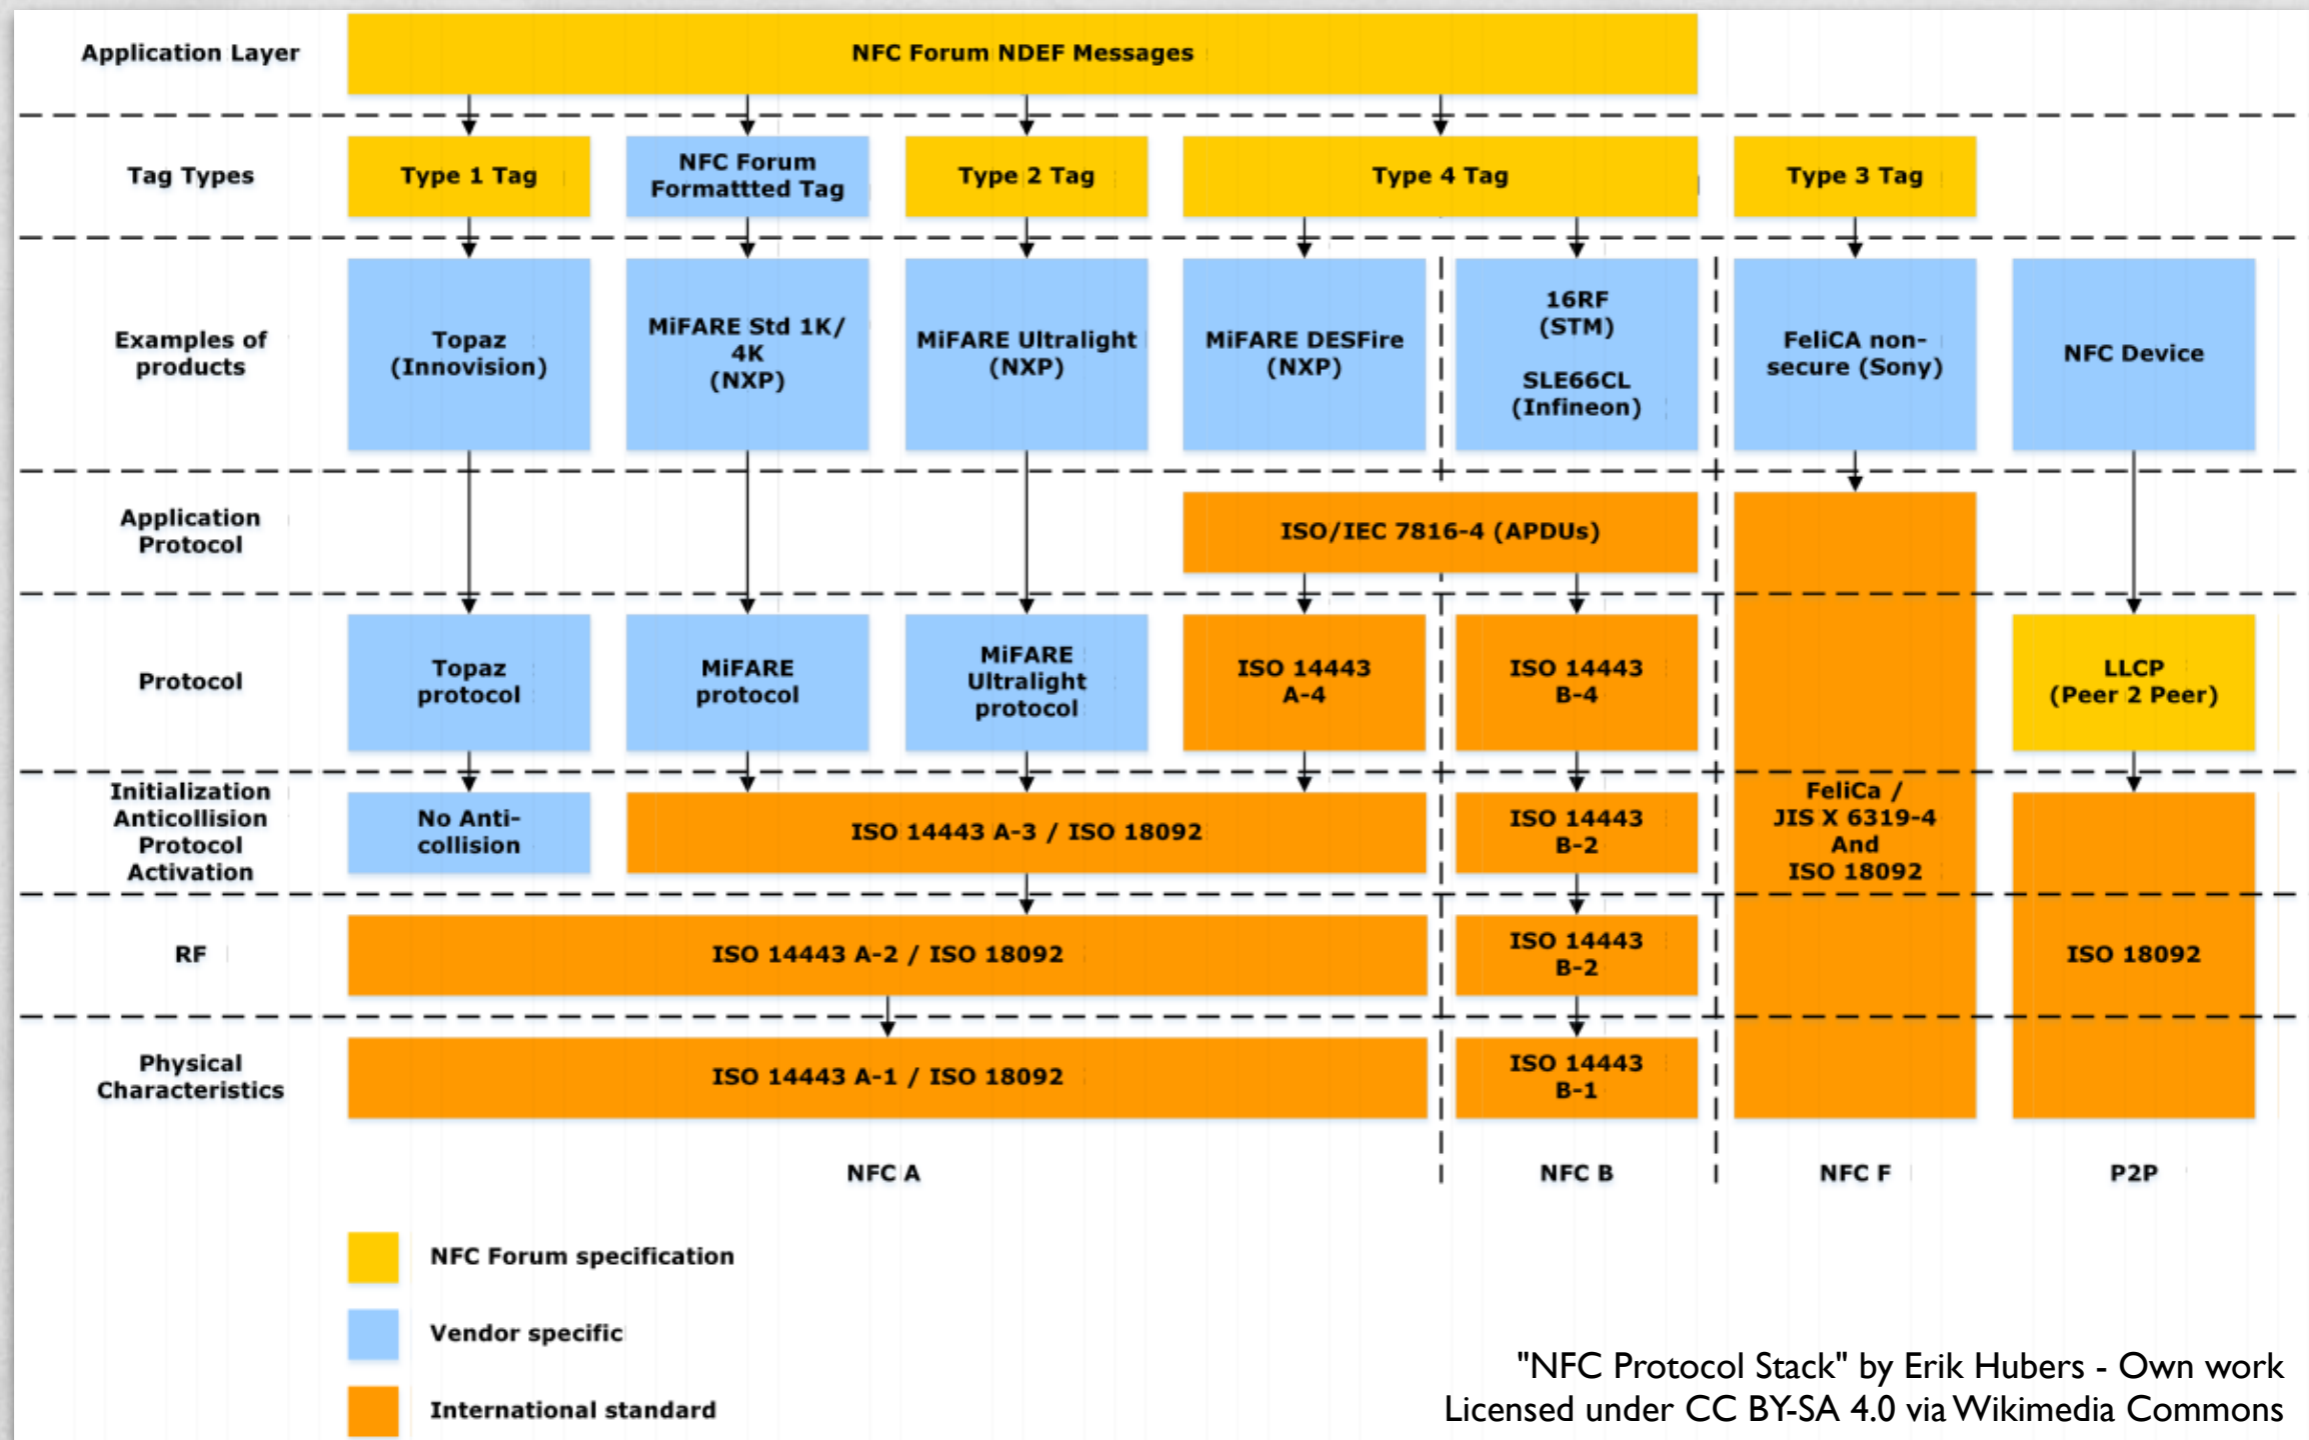 Application Layer
NFC Forum NDEF Messages
Tag Types
Type 1 Tag
NFC Forum
Formattted Tag
Type 2 Tag
Type 4 Tag
Type 3 Tag
Examples of
products
Topaz
(Innovision)
MiFARE Std 1K/
4K
(NXP)
MiFARE Ultralight
(NXP)
MiFARE DESFire
(NXP)
16RF
(STM)
SLE66CL
(Infineon)
FeliCA non-
secure (Sony)
NFC Device
Application
Protocol
ISO/IEC 7816-4 (APDUs)
Protocol
Topaz
protocol
MiFARE
protocol
MiFARE
Ultralight
protocol
ISO 14443
A-4
ISO 14443
B-4
LLCP
(Peer 2 Peer)
Initialization
Anticollision
Protocol
Activation
No Anti-
collision
ISO 14443 A-3 / ISO 18092
ISO 14443
B-2
FeliCa /
JIS X 6319-4
And
ISO 18092
RF
ISO 14443 A-2 / ISO 18092
ISO 14443
B-2
ISO 18092
Physical
Characteristics
ISO 14443 A-1 / ISO 18092
ISO 14443
B-1
NFC A
NFC B
NFC F
P2P
NFC Forum specification
Vendor specific
International standard
"NFC Protocol Stack" by Erik Hubers - Own work
Licensed under CC BY-SA 4.0 via Wikimedia Commons